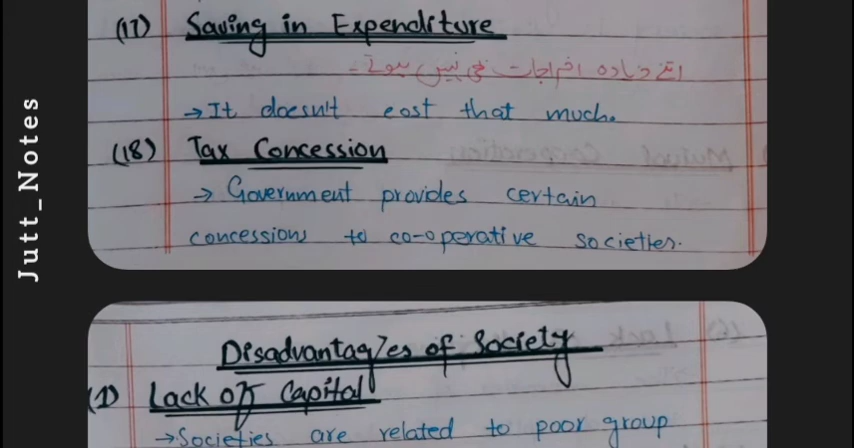 (17) Saving in Expenditure
اتنے زیادہ اخراجات نہیں ہوتے۔
→ It doesn't cost that much.
(18) Tax Concession
→ Government provides certain
concessions to co-operative societies.
Jutt_Notes
Disadvantages of Society
(1) Lack of Capital
→ Societies are related to poor group